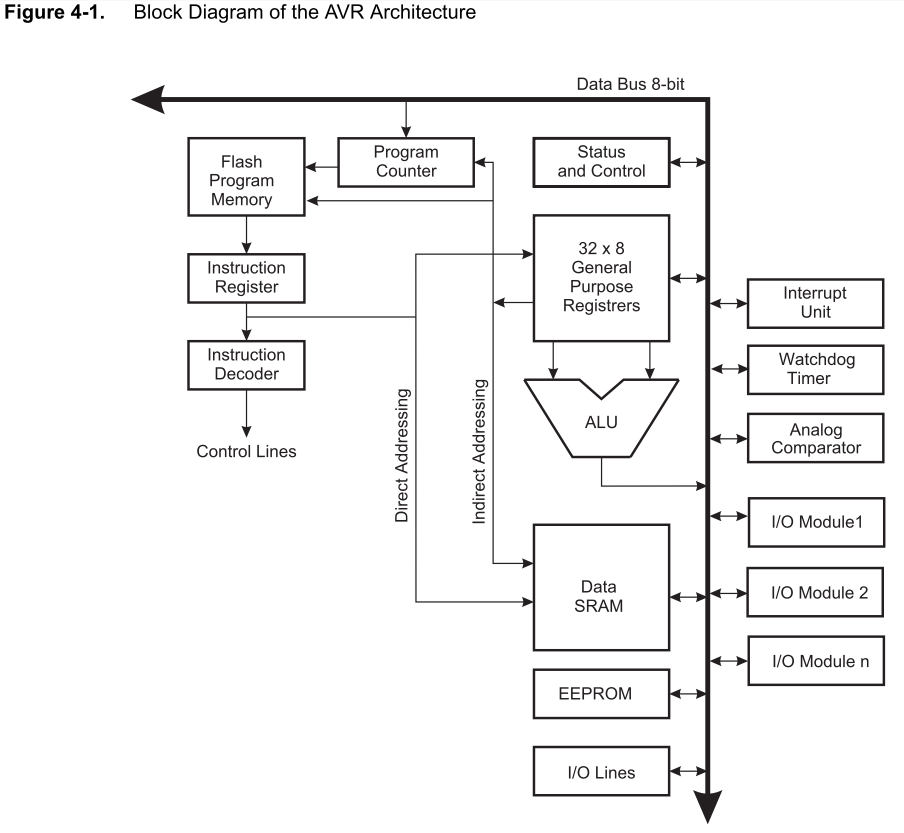 Figure 4-1. Block Diagram of the AVR Architecture
Data Bus 8-bit
Flash
Program
Memory
Program
Counter
Status
and Control
32 x 8
General
Purpose
Registrers
Instruction
Register
Interrupt
Unit
Instruction
Decoder
Watchdog
Timer
Control Lines
Direct Addressing
Indirect Addressing
ALU
Analog
Comparator
I/O Module1
Data
SRAM
I/O Module 2
I/O Module n
EEPROM
I/O Lines